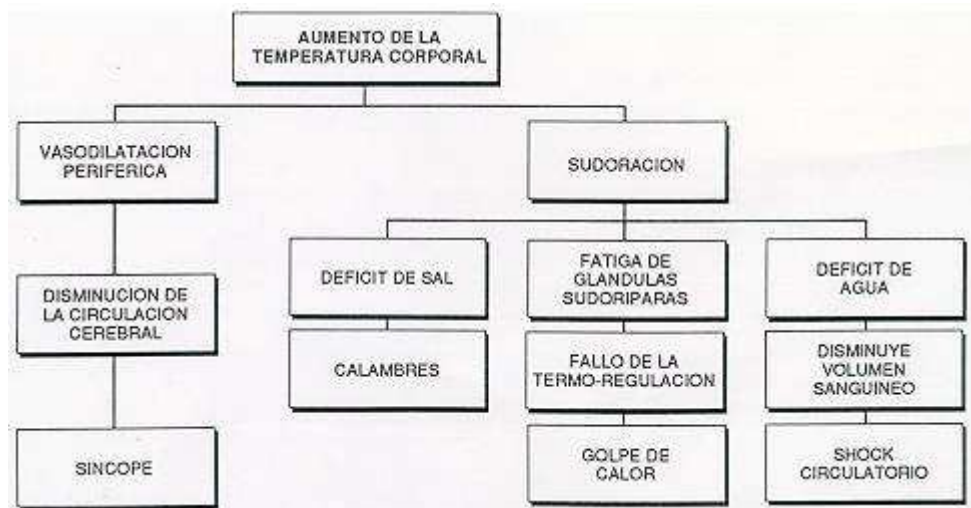 AUMENTO DE LA
TEMPERATURA CORPORAL
VASODILATACION
PERIFERICA
SUDORACION
DEFICIT DE SAL
FATIGA DE
GLANDULAS
SUDORIPARAS
DEFICIT DE
AGUA
DISMINUCION DE
LA CIRCULACION
CEREBRAL
CALAMBRES
FALLO DE LA
TERMO-REGULACION
DISMINUYE
VOLUMEN
SANGUINEO
SINCOPE
GOLPE DE
CALOR
SHOCK
CIRCULATORIO